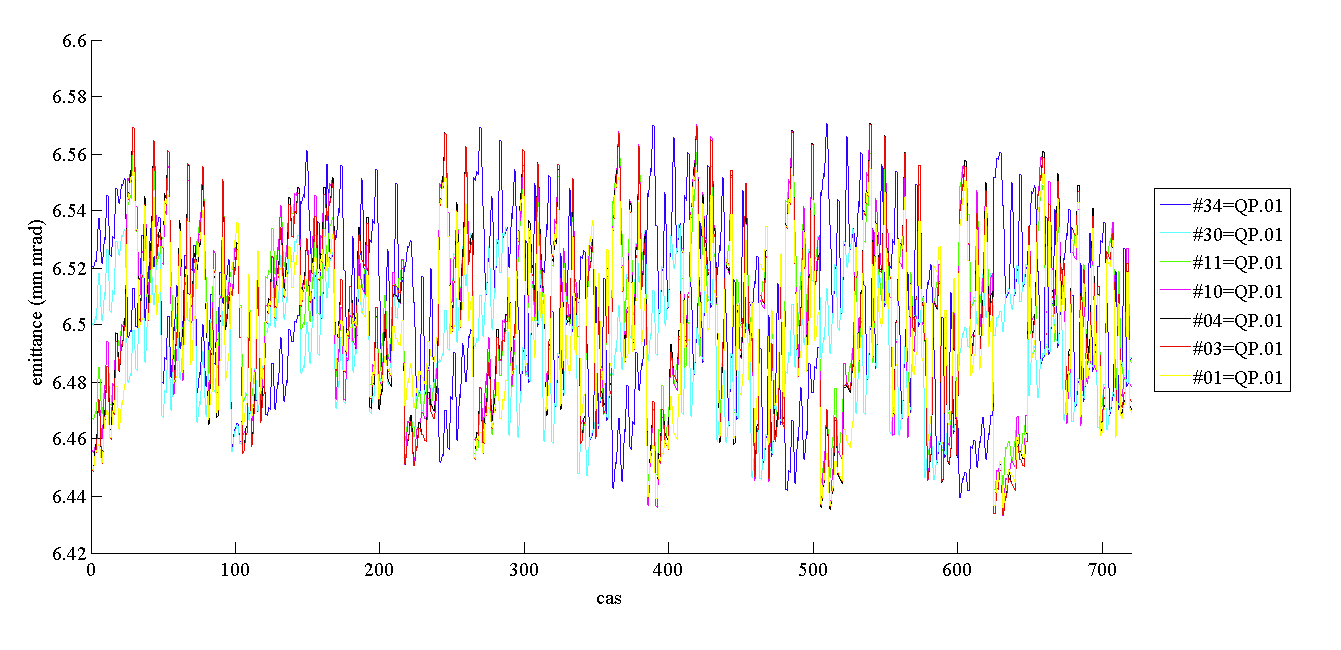 6.6
6.58
6.56
6.54
6.52
6.5
6.48
6.46
6.44
6.42
emittance (mm mrad)
0 100 200 300 400 500 600 700
cas
#34=QP.01
#30=QP.01
#11=QP.01
#10=QP.01
#04=QP.01
#03=QP.01
#01=QP.01